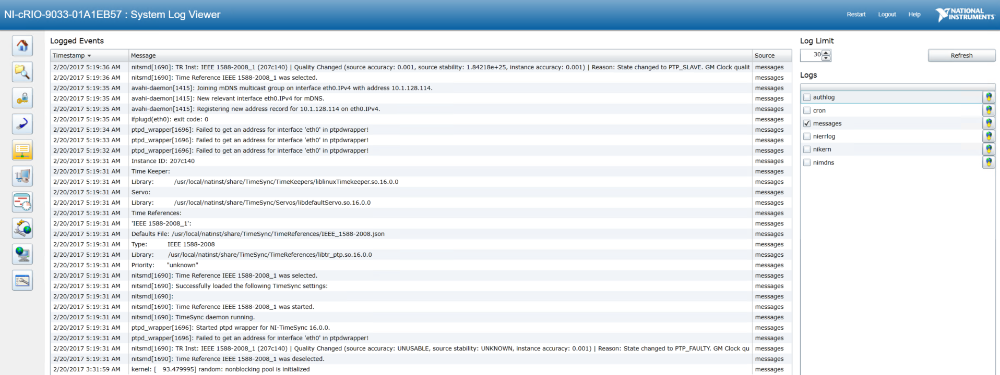 NI-cRIO-9033-01A1EB57 : System Log Viewer
Restart Logout Help NATIONAL INSTRUMENTS
Logged Events
Timestamp Message Source
2/20/2017 5:19:36 AM nitsmd[1690]: TR Inst: IEEE 1588-2008_1 (207c140) | Quality Changed (source accuracy: 0.001, source stability: 1.84218e+25, instance accuracy: 0.001) | Reason: State changed to PTP_SLAVE. GM Clock qualit messages
2/20/2017 5:19:36 AM nitsmd[1690]: Time Reference IEEE 1588-2008_1 was selected. messages
2/20/2017 5:19:35 AM avahi-daemon[1415]: Joining mDNS multicast group on interface eth0.IPv4 with address 10.1.128.114. messages
2/20/2017 5:19:35 AM avahi-daemon[1415]: New relevant interface eth0.IPv4 for mDNS. messages
2/20/2017 5:19:35 AM avahi-daemon[1415]: Registering new address record for 10.1.128.114 on eth0.IPv4. messages
2/20/2017 5:19:35 AM ifplugd(eth0): exit code: 0 messages
2/20/2017 5:19:34 AM ptpd_wrapper[1696]: Failed to get an address for interface 'eth0' in ptpdwrapper! messages
2/20/2017 5:19:33 AM ptpd_wrapper[1696]: Failed to get an address for interface 'eth0' in ptpdwrapper! messages
2/20/2017 5:19:32 AM ptpd_wrapper[1696]: Failed to get an address for interface 'eth0' in ptpdwrapper! messages
2/20/2017 5:19:31 AM Instance ID: 207c140 messages
2/20/2017 5:19:31 AM Time Keeper: messages
2/20/2017 5:19:31 AM Library: /usr/local/natinst/share/TimeSync/TimeKeepers/liblinuxTimekeeper.so.16.0.0 messages
2/20/2017 5:19:31 AM Servo: messages
2/20/2017 5:19:31 AM Library: /usr/local/natinst/share/TimeSync/Servos/libdefaultServo.so.16.0.0 messages
2/20/2017 5:19:31 AM Time References: messages
2/20/2017 5:19:31 AM 'IEEE 1588-2008_1': messages
2/20/2017 5:19:31 AM Defaults File: /usr/local/natinst/share/TimeSync/TimeReferences/IEEE_1588-2008.json messages
2/20/2017 5:19:31 AM Type: IEEE 1588-2008 messages
2/20/2017 5:19:31 AM Library: /usr/local/natinst/share/TimeSync/TimeReferences/libtr_ptp.so.16.0.0 messages
2/20/2017 5:19:31 AM Priority: "unknown" messages
2/20/2017 5:19:31 AM nitsmd[1690]: Time Reference IEEE 1588-2008_1 was selected. messages
2/20/2017 5:19:31 AM nitsmd[1690]: Successfully loaded the following TimeSync settings: messages
2/20/2017 5:19:31 AM nitsmd[1690]: messages
2/20/2017 5:19:31 AM nitsmd[1690]: Time Reference IEEE 1588-2008_1 was started. messages
2/20/2017 5:19:31 AM nitsmd[1690]: TimeSync daemon running. messages
2/20/2017 5:19:31 AM ptpd_wrapper[1696]: Started ptpd wrapper for NI-TimeSync 16.0.0. messages
2/20/2017 5:19:31 AM ptpd_wrapper[1696]: Failed to get an address for interface 'eth0' in ptpdwrapper! messages
2/20/2017 5:19:31 AM nitsmd[1690]: TR Inst: IEEE 1588-2008_1 (207c140) | Quality Changed (source accuracy: UNUSABLE, source stability: UNKNOWN, instance accuracy: 0.001) | Reason: State changed to PTP_FAULTY. GM Clock qu messages
2/20/2017 5:19:31 AM nitsmd[1690]: Time Reference IEEE 1588-2008_1 was deselected. messages
2/20/2017 3:31:59 AM kernel: [ 93.479995] random: nonblocking pool is initialized messages
Log Limit
30 Refresh
Logs
authlog
cron
messages
nierrlog
nikern
nimdns